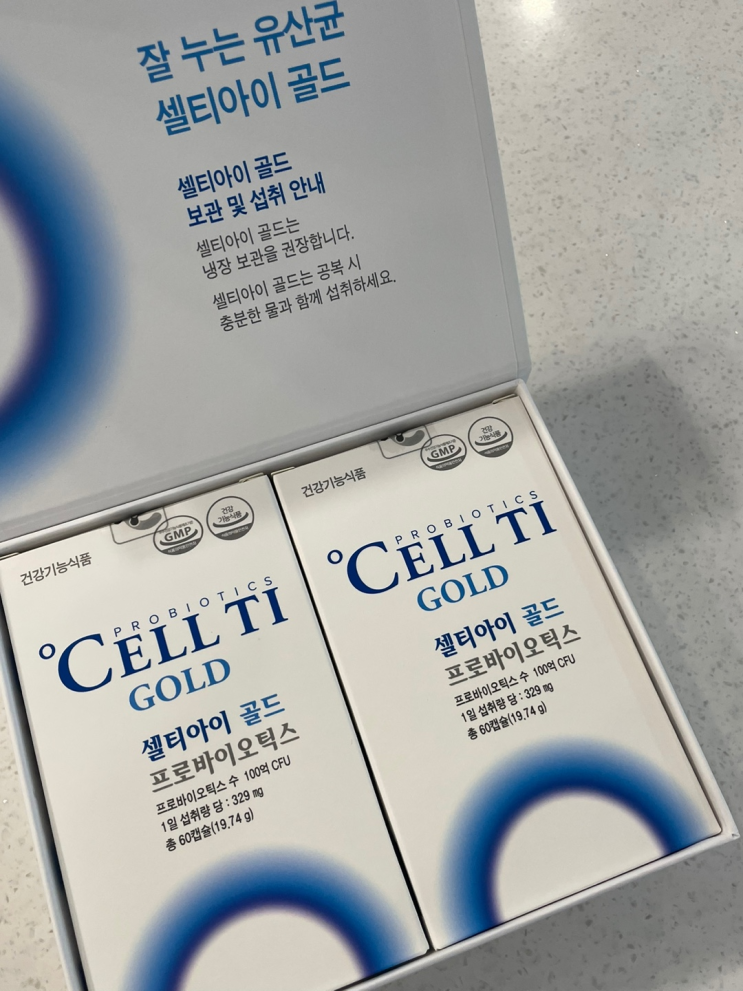 잘 누는 유산균
셀티아이 골드
셀티아이 골드
보관 및 섭취 안내
셀티아이 골드는
냉장 보관을 권장합니다.
셀티아이 골드는 공복 시
충분한 물과 함께 섭취하세요.
건강기능식품
GMP
건강
기능식품
PROBIOTICS
°CELL TI
GOLD
셀티아이 골드
프로바이오틱스
프로바이오틱스 수 100억 CFU
1일 섭취량 당 : 329 mg
총 60캡슐(19.74 g)
건강기능식품
GMP
건강
기능식품
PROBIOTICS
°CELL TI
GOLD
셀티아이 골드
프로바이오틱스
프로바이오틱스 수 100억 CFU
1일 섭취량 당 : 329 mg
총 60캡슐(19.74 g)